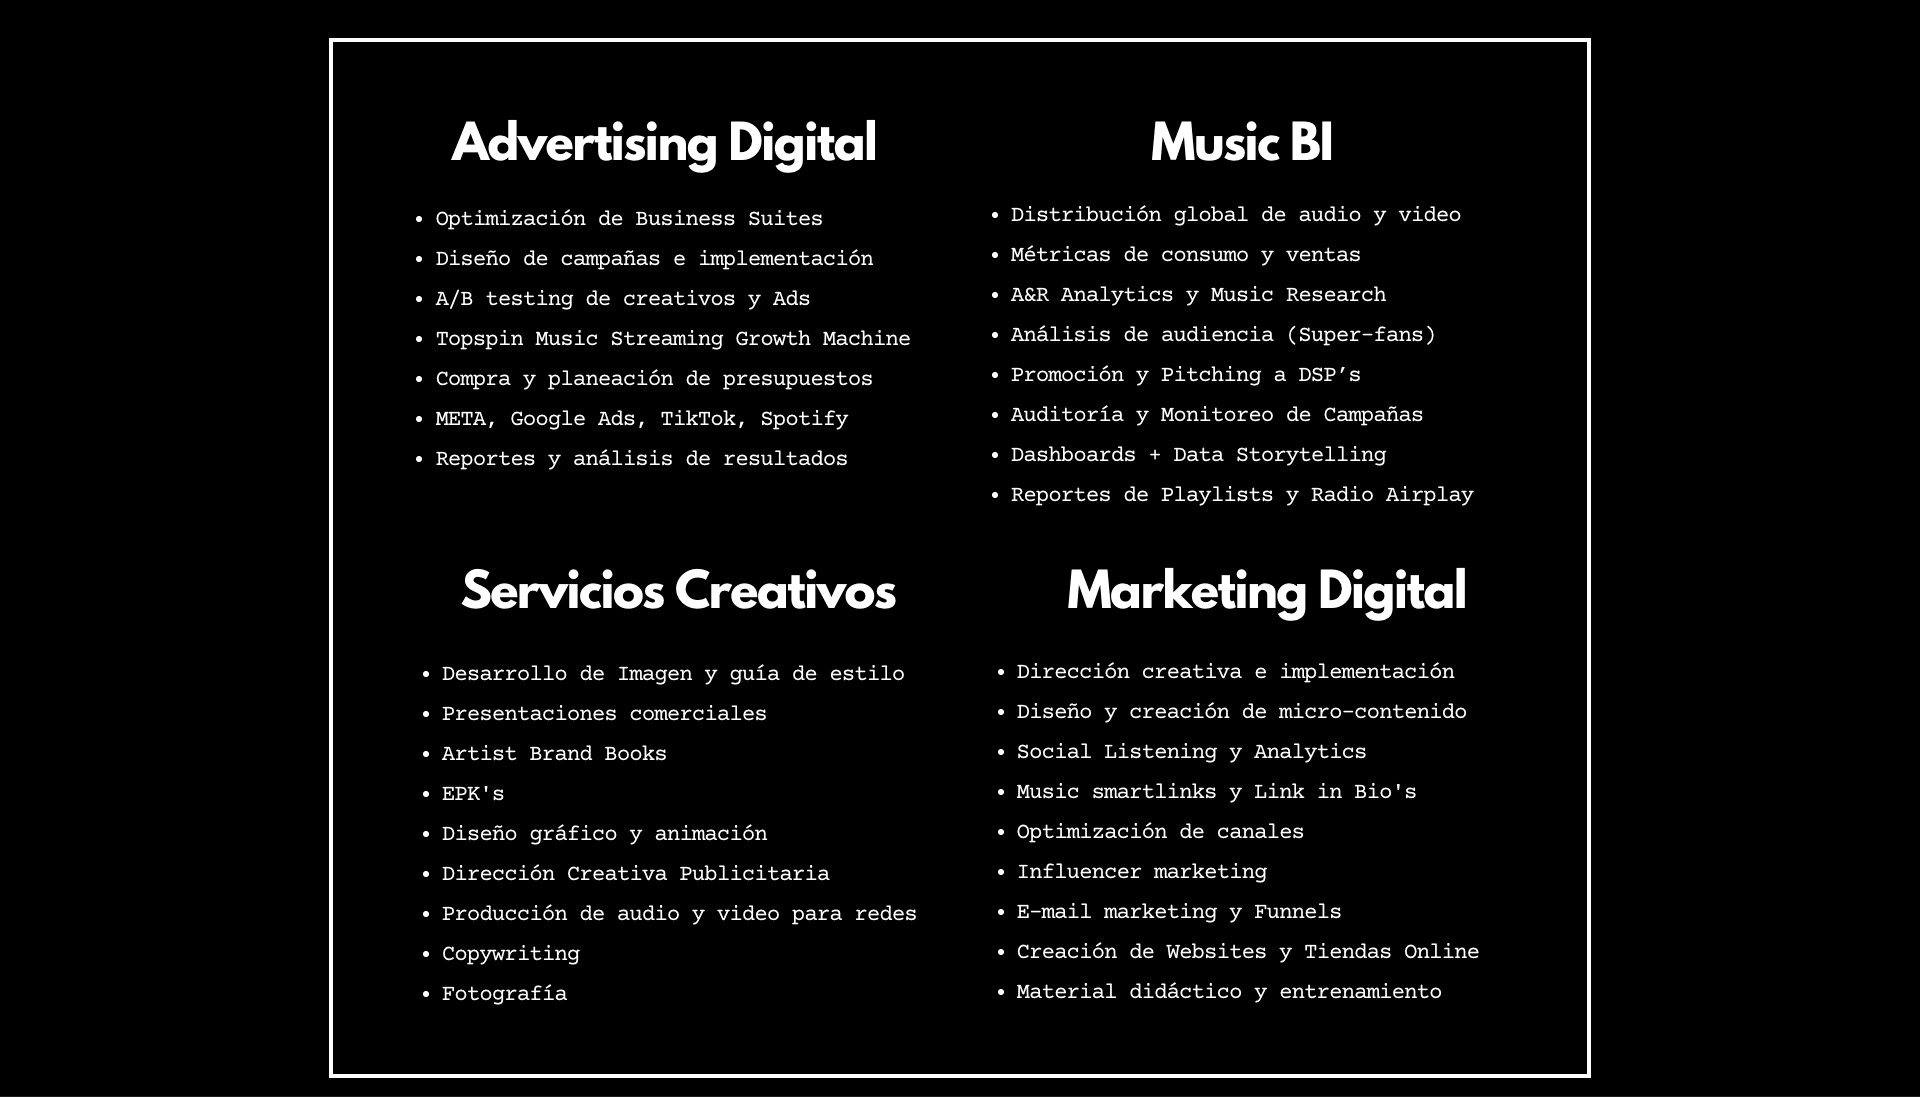 Advertising Digital
• Optimización de Business Suites
• Diseño de campañas e implementación
• A/B testing de creativos y Ads
• Topspin Music Streaming Growth Machine
• Compra y planeación de presupuestos
• META, Google Ads, TikTok, Spotify
• Reportes y análisis de resultados
Music BI
• Distribución global de audio y video
• Métricas de consumo y ventas
• A&R Analytics y Music Research
• Análisis de audiencia (Super-fans)
• Promoción y Pitching a DSP’s
• Auditoría y Monitoreo de Campañas
• Dashboards + Data Storytelling
• Reportes de Playlists y Radio Airplay
Servicios Creativos
• Desarrollo de Imagen y guía de estilo
• Presentaciones comerciales
• Artist Brand Books
• EPK's
• Diseño gráfico y animación
• Dirección Creativa Publicitaria
• Producción de audio y video para redes
• Copywriting
• Fotografía
Marketing Digital
• Dirección creativa e implementación
• Diseño y creación de micro-contenido
• Social Listening y Analytics
• Music smartlinks y Link in Bio's
• Optimización de canales
• Influencer marketing
• E-mail marketing y Funnels
• Creación de Websites y Tiendas Online
• Material didáctico y entrenamiento